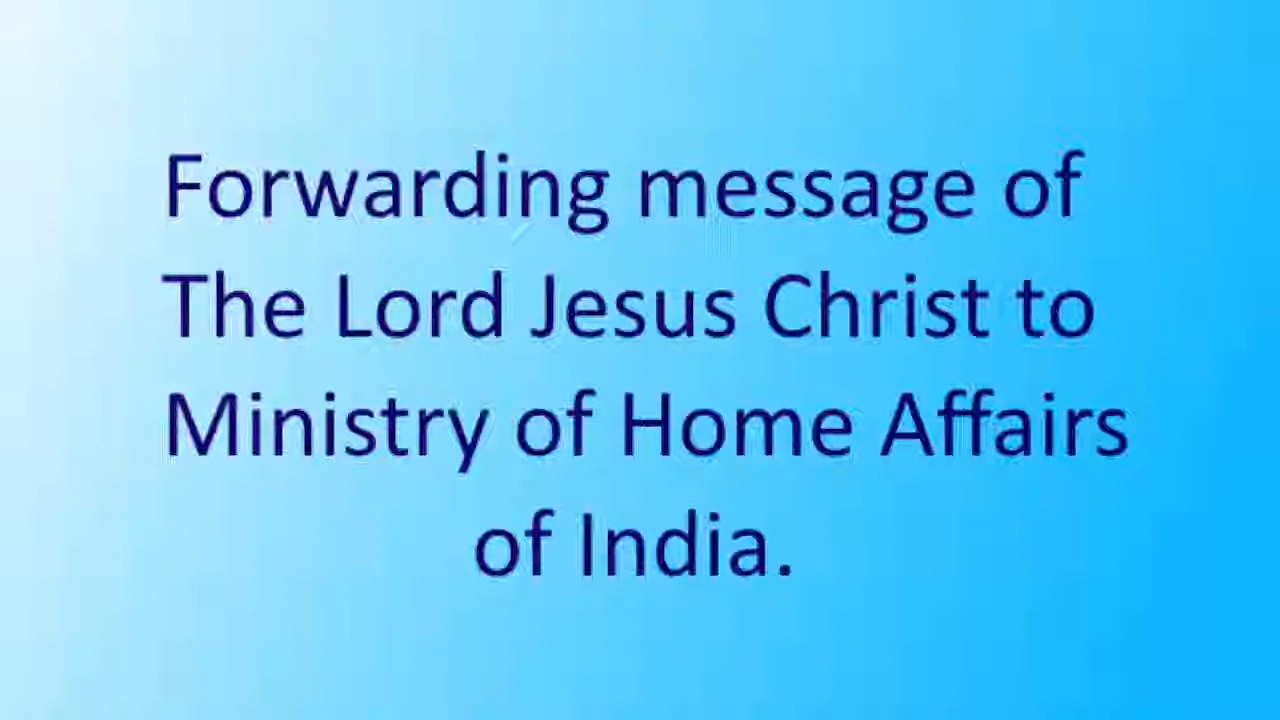 Forwarding message of
The Lord Jesus Christ to
Ministry of Home Affairs
of India.